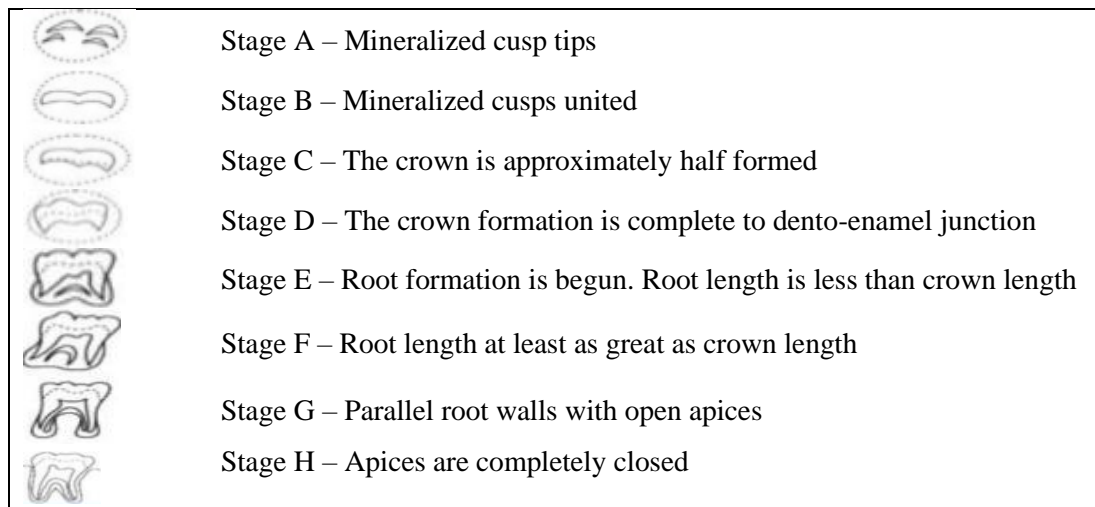 Stage A – Mineralized cusp tips
Stage B – Mineralized cusps united
Stage C – The crown is approximately half formed
Stage D – The crown formation is complete to dento-enamel junction
Stage E – Root formation is begun. Root length is less than crown length
Stage F – Root length at least as great as crown length
Stage G – Parallel root walls with open apices
Stage H – Apices are completely closed